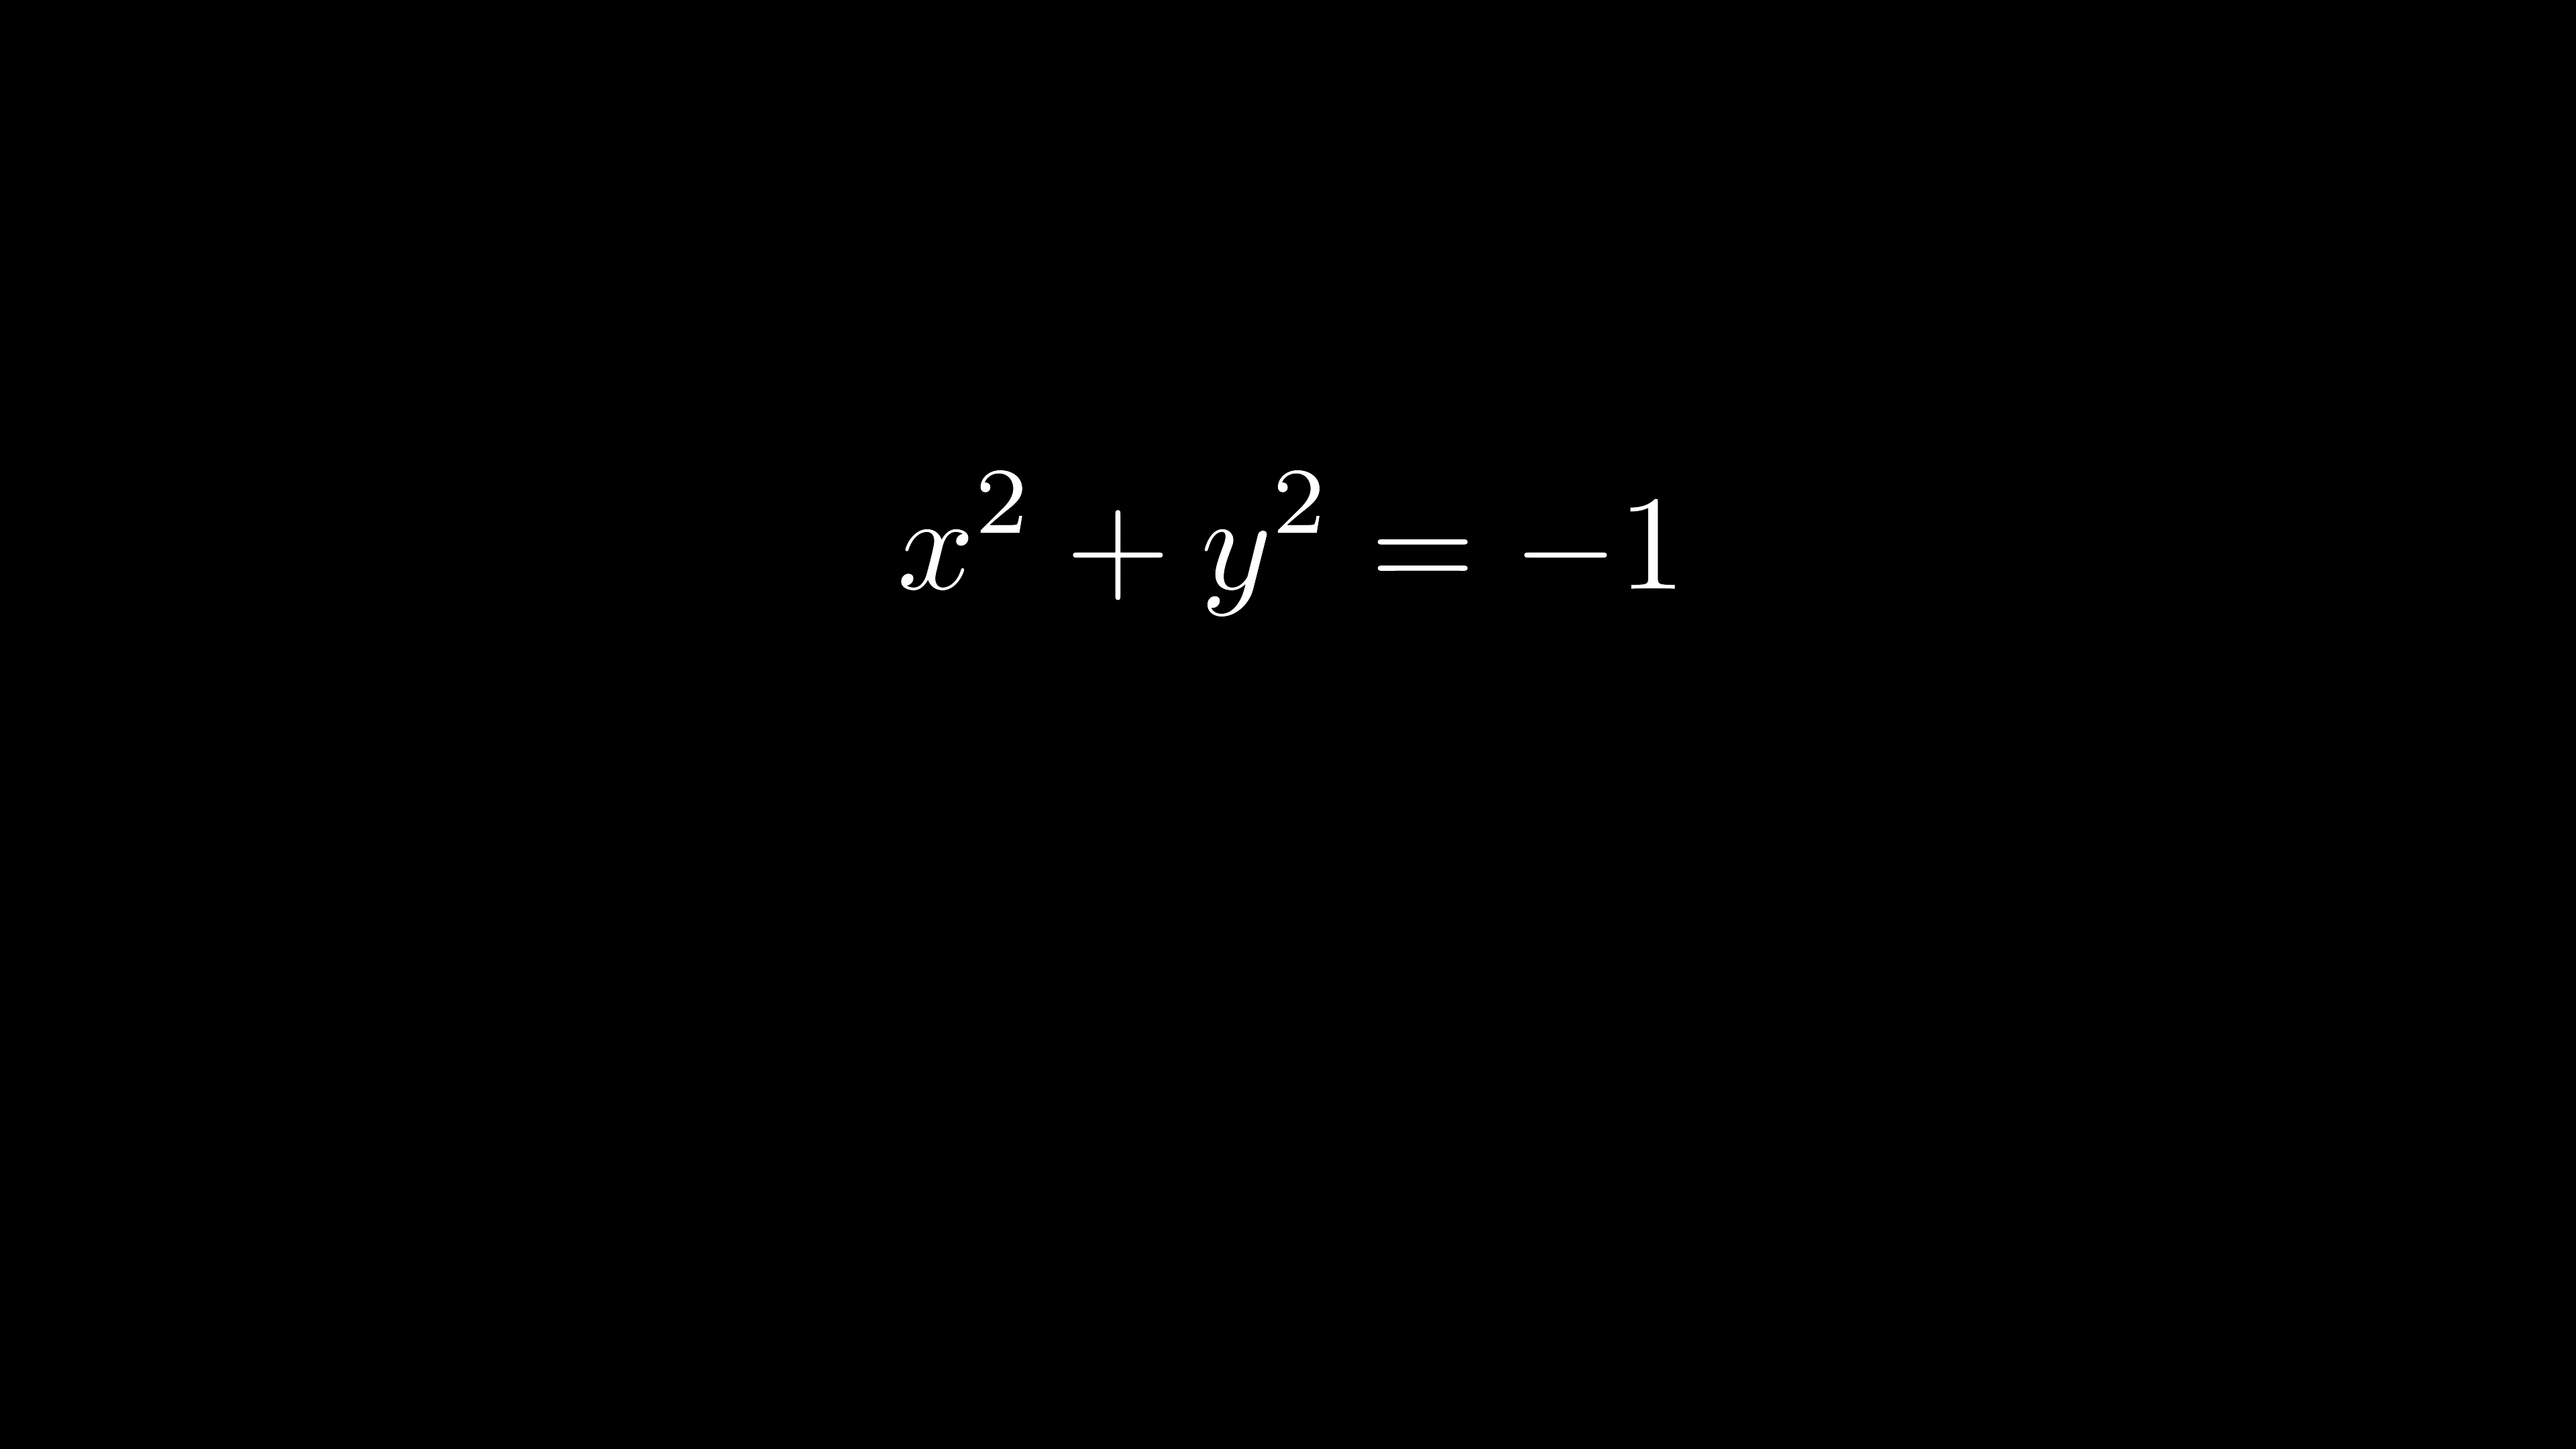 x² + y² = −1